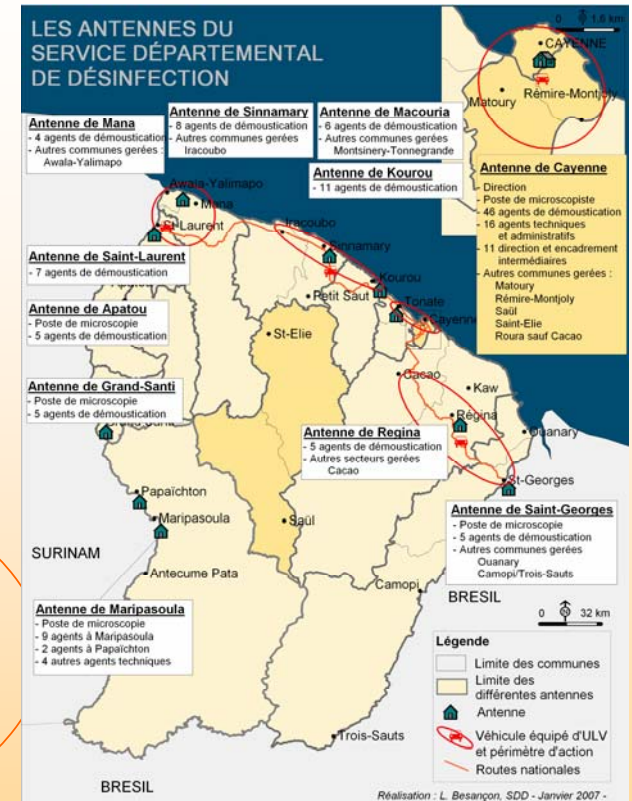 LES ANTENNES DU
SERVICE DÉPARTEMENTAL
DE DÉSINFECTION
0 1,6 km
CAYENNE
Matoury
Rémire-Montjoly
Antenne de Mana
- 4 agents de démoustication
- Autres communes gerées :
Awala-Yalimapo
Antenne de Sinnamary
- 8 agents de démoustication
- Autres communes gerées
Iracoubo
Antenne de Macouria
- 6 agents de démoustication
- Autres communes gerées
Montsinery-Tonnegrande
Antenne de Kourou
- 11 agents de démoustication
Antenne de Cayenne
- Direction
- Poste de microscopiste
- 46 agents de démoustication
- 16 agents techniques
et administratifs
- 11 direction et encadrement
intermédiaires
- Autres communes gerées :
Matoury
Rémire-Montjoly
Saül
Saint-Elie
Roura sauf Cacao
Awala-Yalimapo
Mana
St-Laurent
Iracoubo
Sinnamary
Kourou
Petit Saut
Tonate
Cayenne
St-Elie
Cacao
Kaw
Régina
Ouanary
St-Georges
Antenne de Saint-Laurent
- 7 agents de démoustication
Antenne de Apatou
- Poste de microscopie
- 5 agents de démoustication
Antenne de Grand-Santi
- Poste de microscopie
- 5 agents de démoustication
Antenne de Regina
- 5 agents de démoustication
- Autres secteurs gerées
Cacao
Papaïchton
Maripasoula
Saül
SURINAM
Antecume Pata
Camopi
Antenne de Saint-Georges
- Poste de microscopie
- 5 agents de démoustication
- Autres communes gerées
Ouanary
Camopi/Trois-Sauts
BRESIL
Antenne de Maripasoula
- Poste de microscopie
- 9 agents à Maripasoula
- 2 agents à Papaïchton
- 4 autres agents techniques
Trois-Sauts
BRESIL
0 N 32 km
Légende
Limite des communes
Limite des
différentes antennes
Antenne
Véhicule équipé d'ULV
et périmètre d'action
Routes nationales
Réalisation : L. Besançon, SDD - Janvier 2007 -